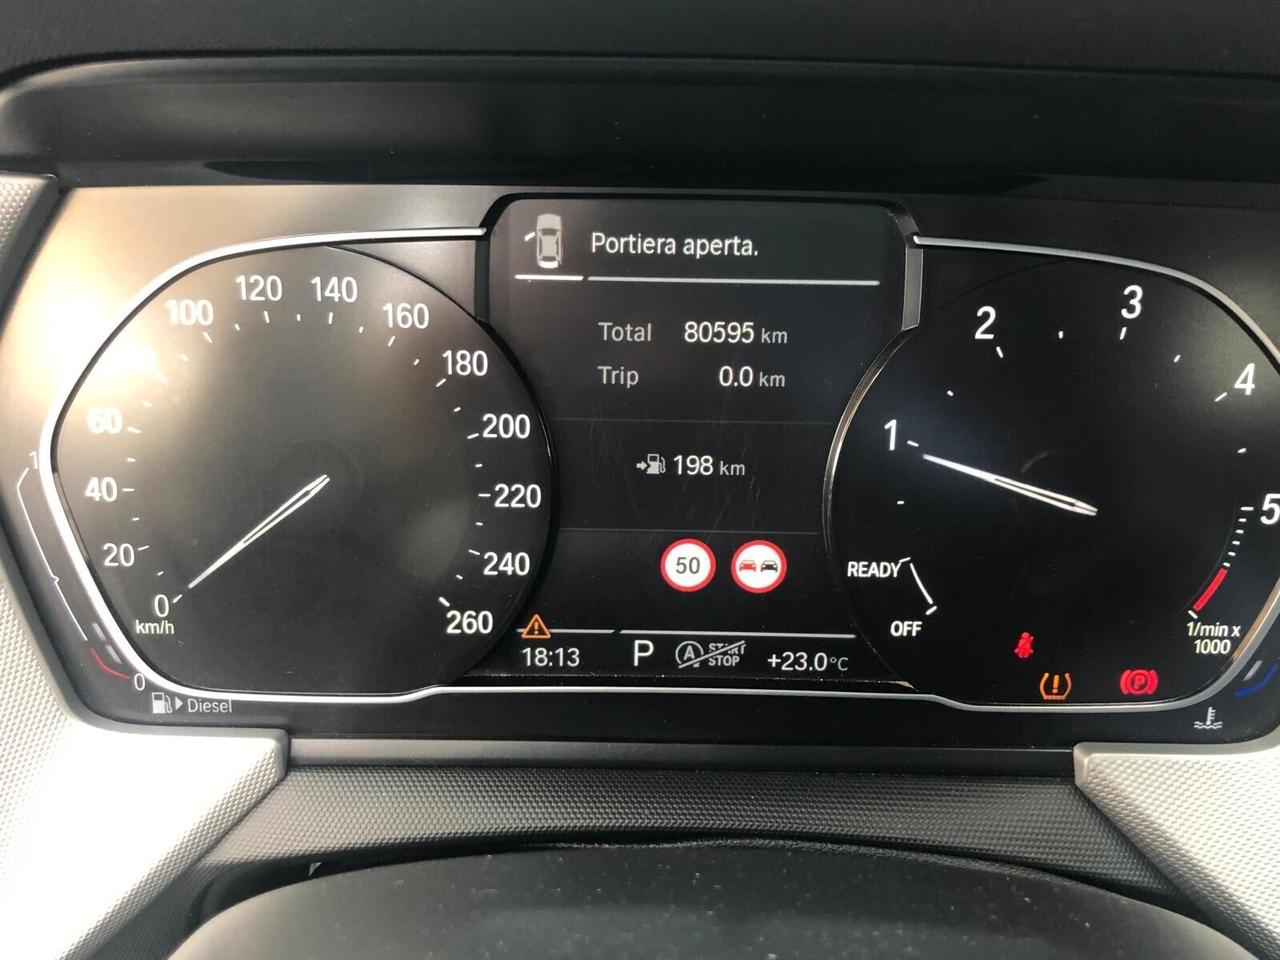 Portiera aperta.
Total 80595 km
Trip 0.0 km
198 km
50
18:13
P
A START STOP
+23.0°C
0
20
40
60
100
120
140
160
180
200
220
240
260
km/h
1
0
Diesel
1
2
3
4
5
READY
OFF
1/min x
1000
P